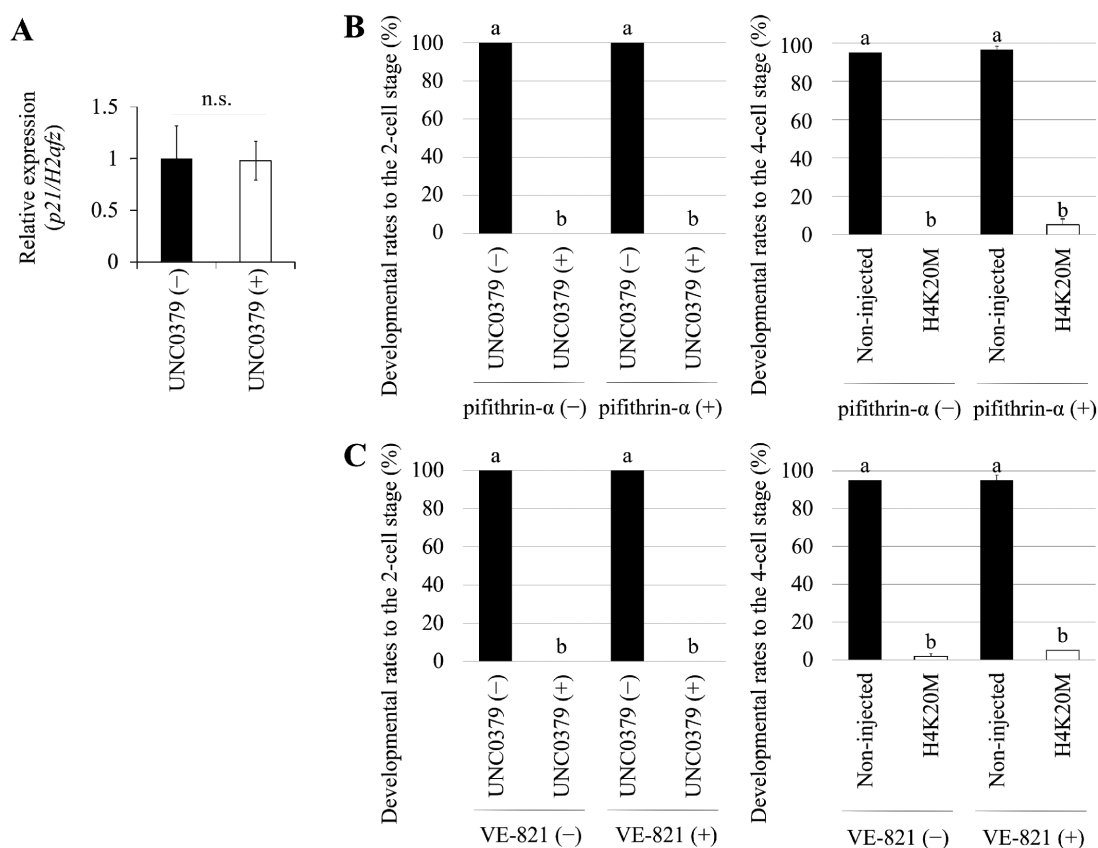 A
Relative expression
(p21/H2afz)
n.s.
1.5
1
0.5
0
UNC0379 (−)
UNC0379 (+)
B
Developmental rates to the 2-cell stage (%)
100
80
60
40
20
0
a
b
a
b
UNC0379 (−)
UNC0379 (+)
UNC0379 (−)
UNC0379 (+)
pifithrin-α (−)
pifithrin-α (+)
Developmental rates to the 4-cell stage (%)
100
80
60
40
20
0
a
b
a
b
Non-injected
H4K20M
Non-injected
H4K20M
pifithrin-α (−)
pifithrin-α (+)
C
Developmental rates to the 2-cell stage (%)
100
80
60
40
20
0
a
b
a
b
UNC0379 (−)
UNC0379 (+)
UNC0379 (−)
UNC0379 (+)
VE-821 (−)
VE-821 (+)
Developmental rates to the 4-cell stage (%)
100
80
60
40
20
0
a
b
a
b
Non-injected
H4K20M
Non-injected
H4K20M
VE-821 (−)
VE-821 (+)